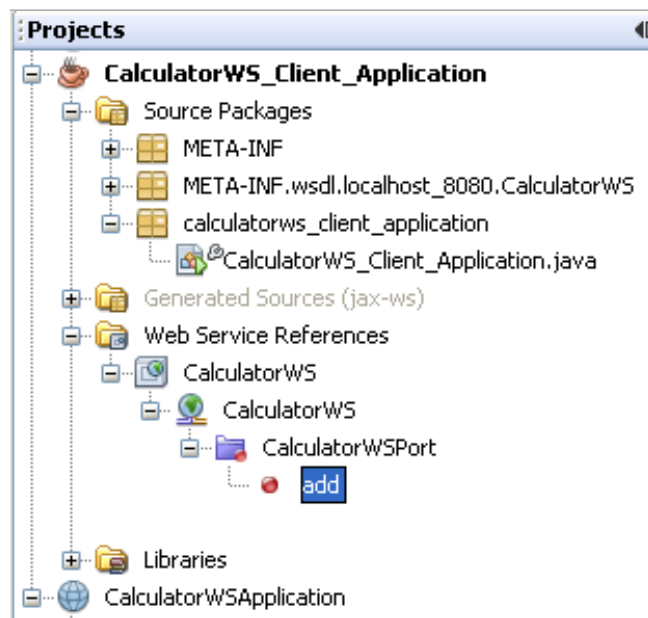 Projects
CalculatorWS_Client_Application
Source Packages
META-INF
META-INF.wsdl.localhost_8080.CalculatorWS
calculatorws_client_application
CalculatorWS_Client_Application.java
Generated Sources (jax-ws)
Web Service References
CalculatorWS
CalculatorWS
CalculatorWSPort
add
Libraries
CalculatorWSApplication